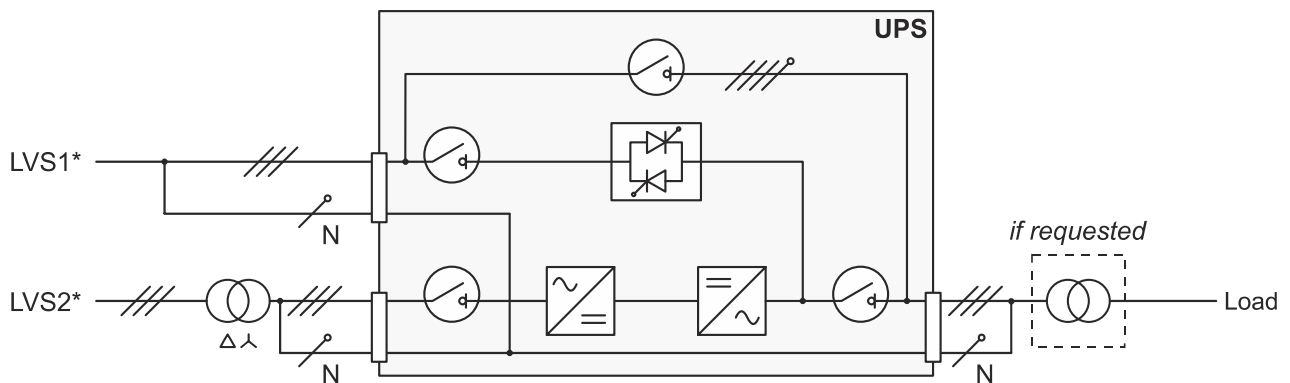 UPS
LVS1*
N
if requested
LVS2*
Load
N
N